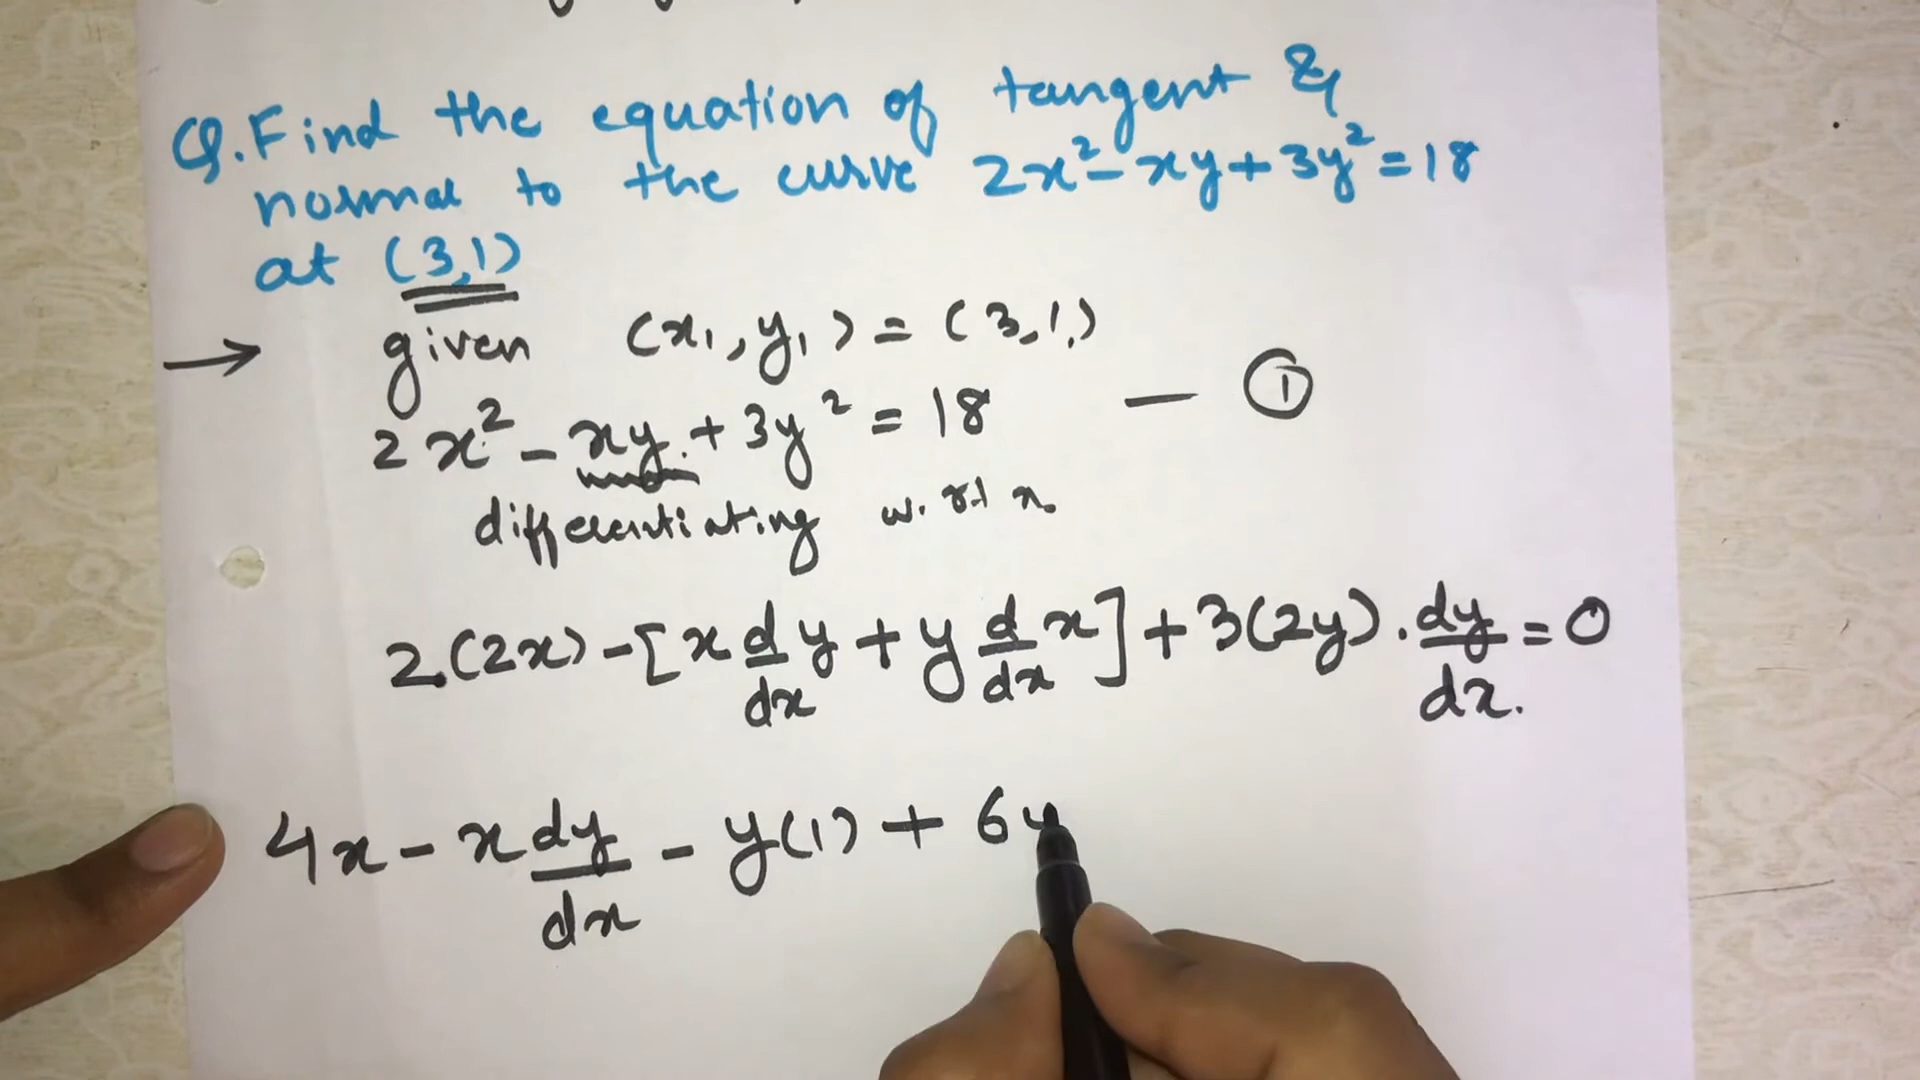 Q. Find the equation of tangent &
normal to the curve 2x² - xy + 3y² = 18
at (3,1)
→ given (x₁, y₁) = (3,1)
2x² - xy + 3y² = 18 — ①
differentiating w.r.t x.
2.(2x) - [x d/dx y + y d/dx x] + 3(2y) . dy/dx = 0
4x - x dy/dx - y(1) + 6y